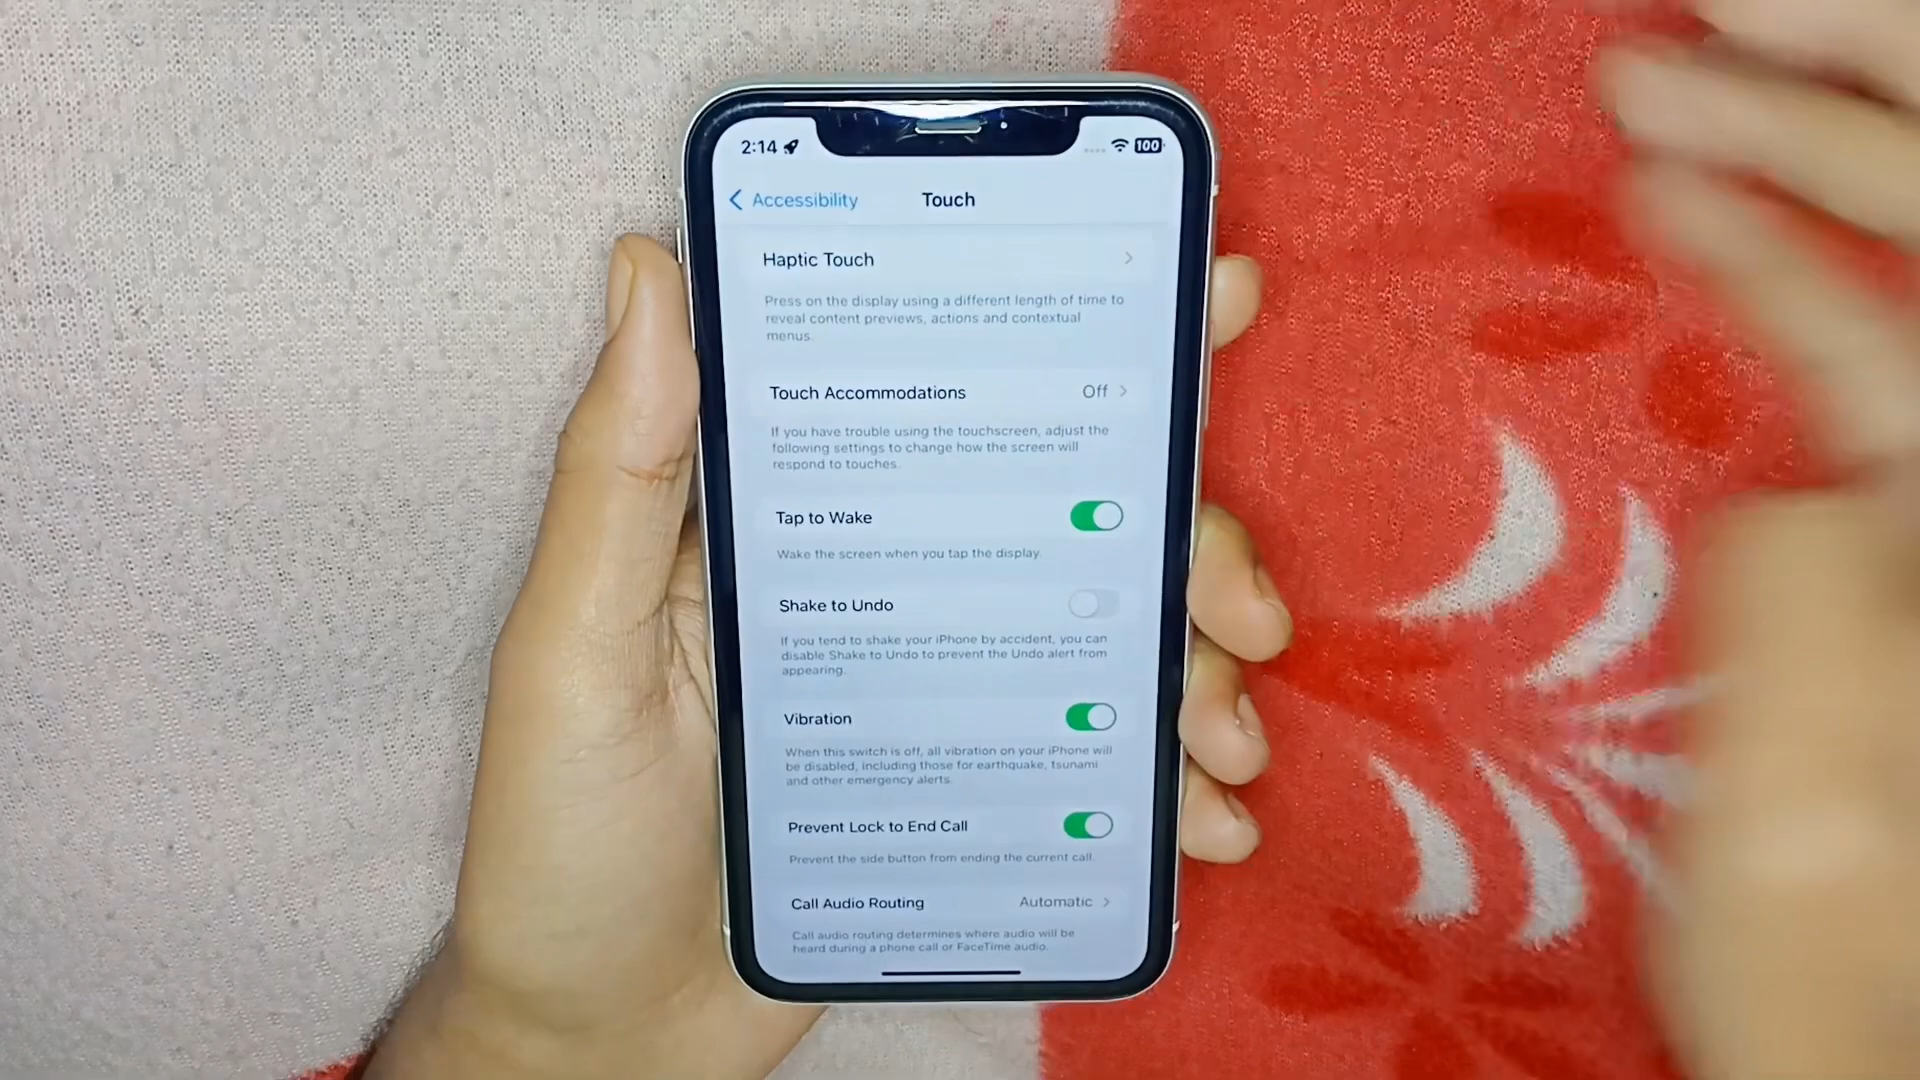 2:14
100
Accessibility
Touch
Haptic Touch
Press on the display using a different length of time to
reveal content previews, actions and contextual
menus.
Touch Accommodations
Off
If you have trouble using the touchscreen, adjust the
following settings to change how the screen will
respond to touches.
Tap to Wake
Wake the screen when you tap the display.
Shake to Undo
If you tend to shake your iPhone by accident, you can
disable Shake to Undo to prevent the Undo alert from
appearing.
Vibration
When this switch is off, all vibration on your iPhone will
be disabled, including those for earthquake, tsunami
and other emergency alerts.
Prevent Lock to End Call
Prevent the side button from ending the current call.
Call Audio Routing
Automatic
Call audio routing determines where audio will be
heard during a phone call or FaceTime audio.